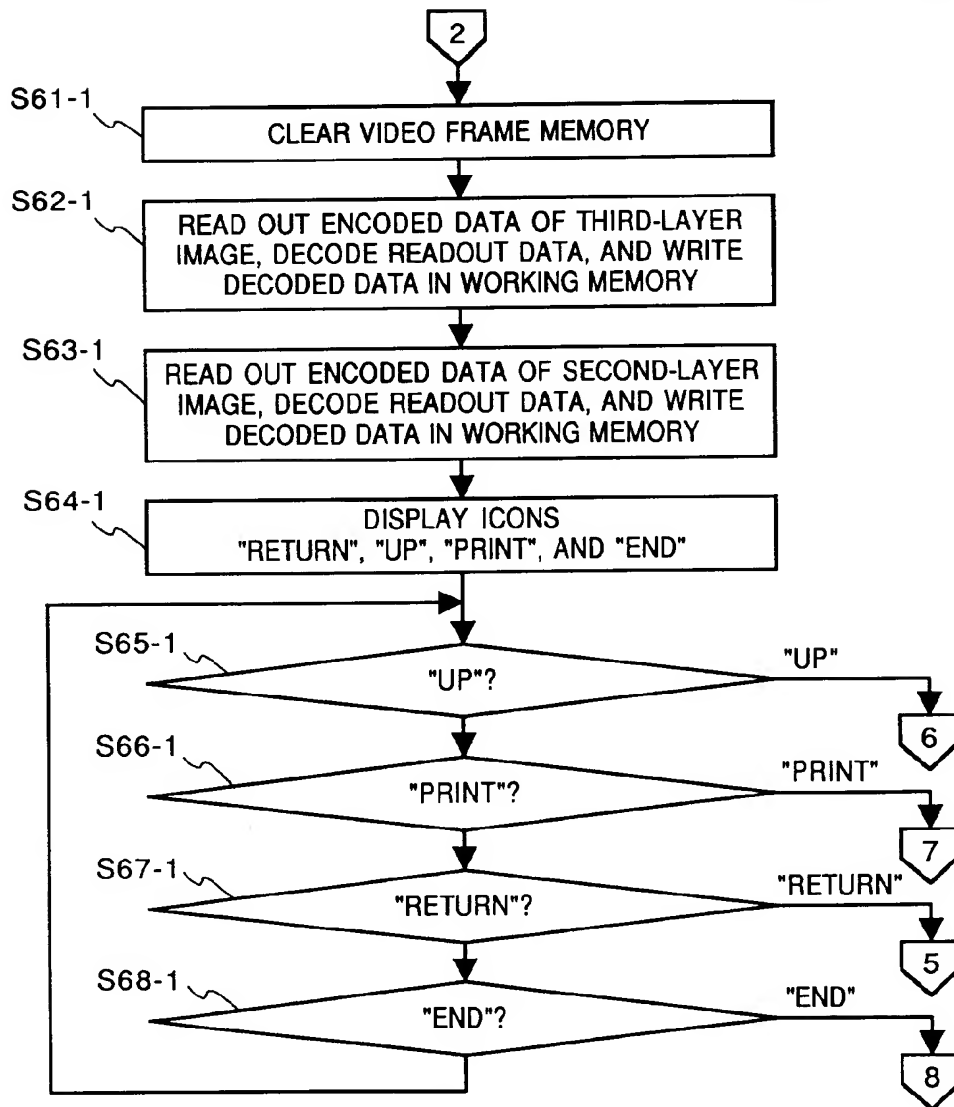 2
S61-1
CLEAR VIDEO FRAME MEMORY
S62-1
READ OUT ENCODED DATA OF THIRD-LAYER
IMAGE, DECODE READOUT DATA, AND WRITE
DECODED DATA IN WORKING MEMORY
S63-1
READ OUT ENCODED DATA OF SECOND-LAYER
IMAGE, DECODE READOUT DATA, AND WRITE
DECODED DATA IN WORKING MEMORY
S64-1
DISPLAY ICONS
"RETURN", "UP", "PRINT", AND "END"
S65-1
"UP"?
"UP"
6
S66-1
"PRINT"?
"PRINT"
7
S67-1
"RETURN"?
"RETURN"
5
S68-1
"END"?
"END"
8